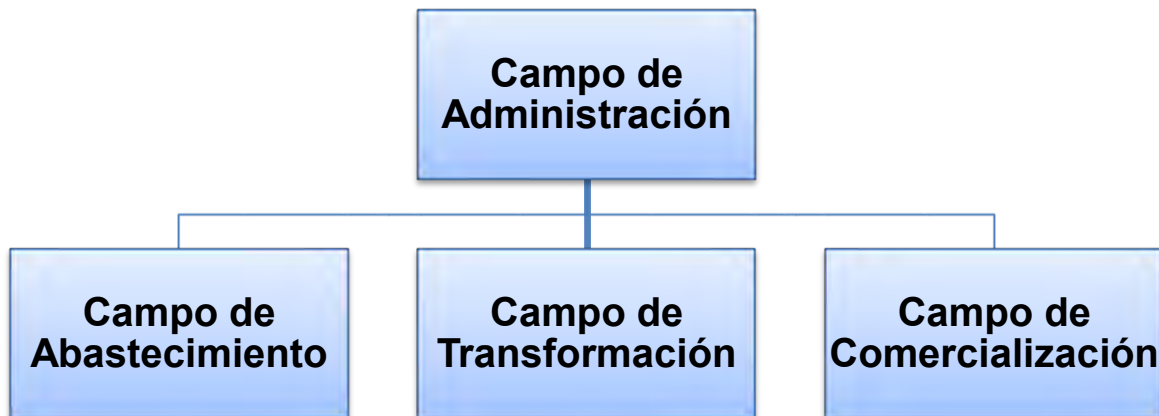 Campo de
Administración
Campo de
Abastecimiento
Campo de
Transformación
Campo de
Comercialización